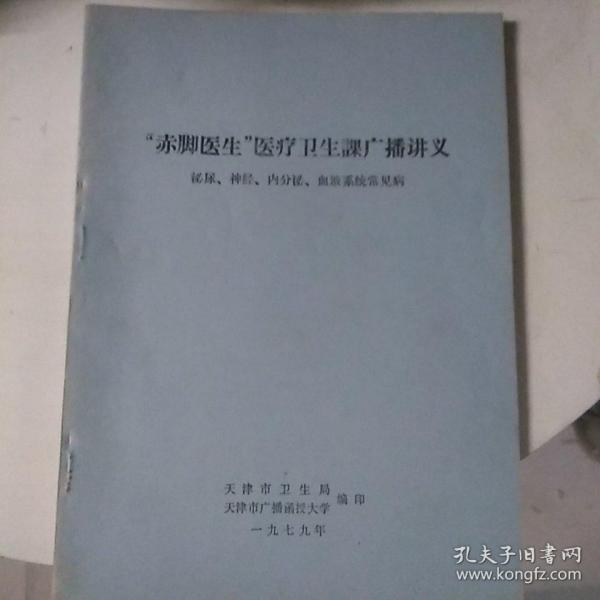 “赤脚医生”医疗卫生課广播讲义
泌尿、神经、内分泌、血液系统常见病
天津市卫生局
天津市广播函授大学
编印
一九七九年
孔夫子旧书网
www.kongfz.com